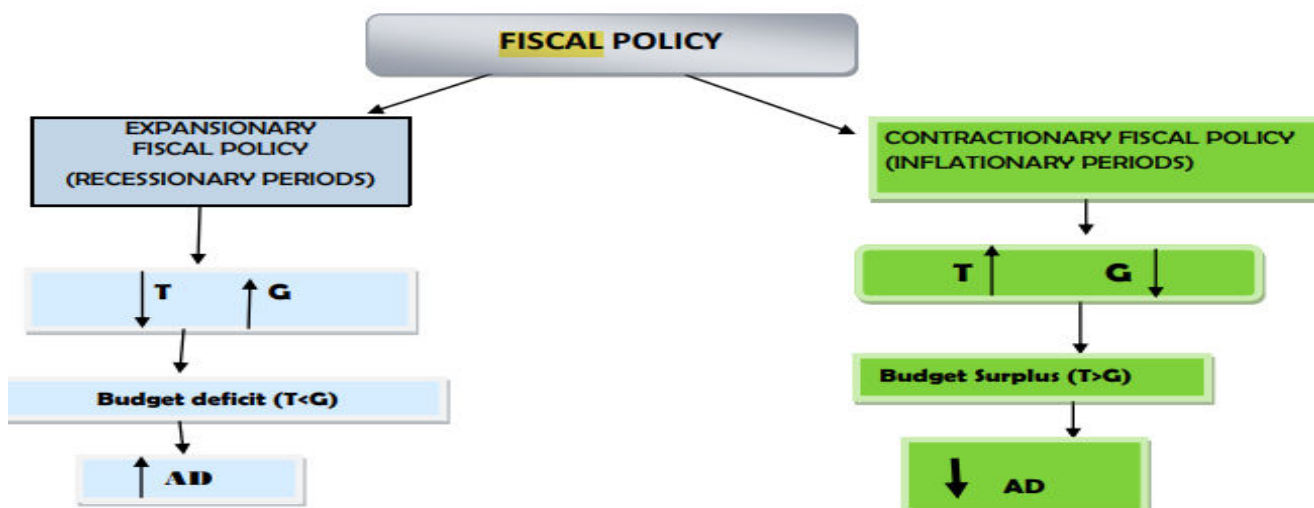 FISCAL POLICY
EXPANSIONARY
FISCAL POLICY
(RECESSIONARY PERIODS)
T G
Budget deficit (T<G)
AD
CONTRACTIONARY FISCAL POLICY
(INFLATIONARY PERIODS)
T G
Budget Surplus (T>G)
AD